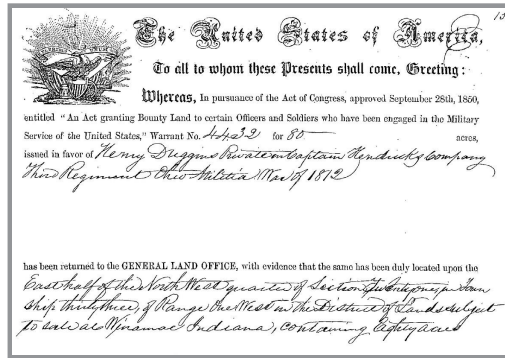 The United States of America,
To all to whom these Presents shall come, Greeting:
Whereas, In pursuance of the Act of Congress, approved September 28th, 1850,
entitled "An Act granting Bounty Land to certain Officers and Soldiers who have been engaged in the Military
Service of the United States," Warrant No. 4432 for 80 acres,
issued in favor of Henry Duggins Private in Captain Hendricks Company
Third Regiment Ohio Militia War of 1812
has been returned to the GENERAL LAND OFFICE, with evidence that the same has been duly located upon the
East half of the North West quarter of Section Twenty one, in Town
ship thirty three, of Range One West in the District of Lands subject
to sale at Winamac Indiana, containing Eighty acres